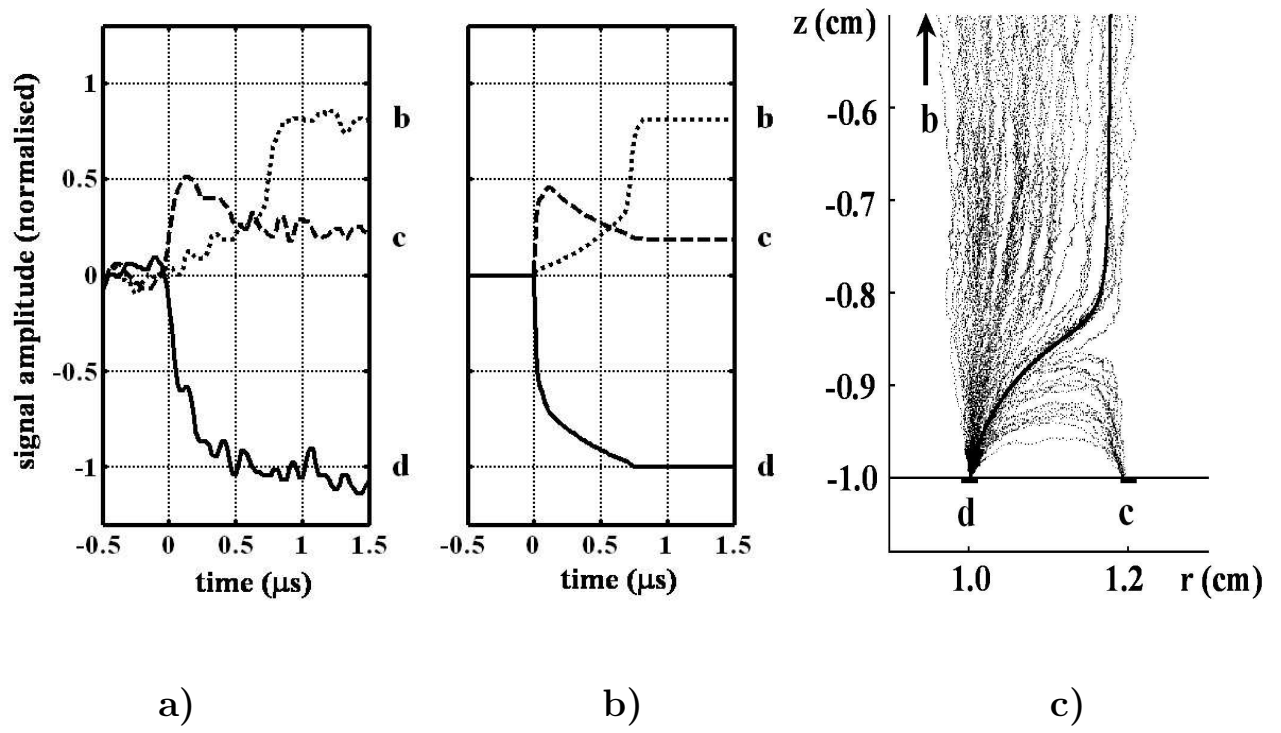 signal amplitude (normalised)
1
0.5
0
-0.5
-1
b
c
d
-0.5 0 0.5 1 1.5
time (μs)
b
c
d
-0.5 0 0.5 1 1.5
time (μs)
z (cm)
b
-0.6
-0.7
-0.8
-0.9
-1.0
d c
1.0 1.2 r (cm)
a) b) c)